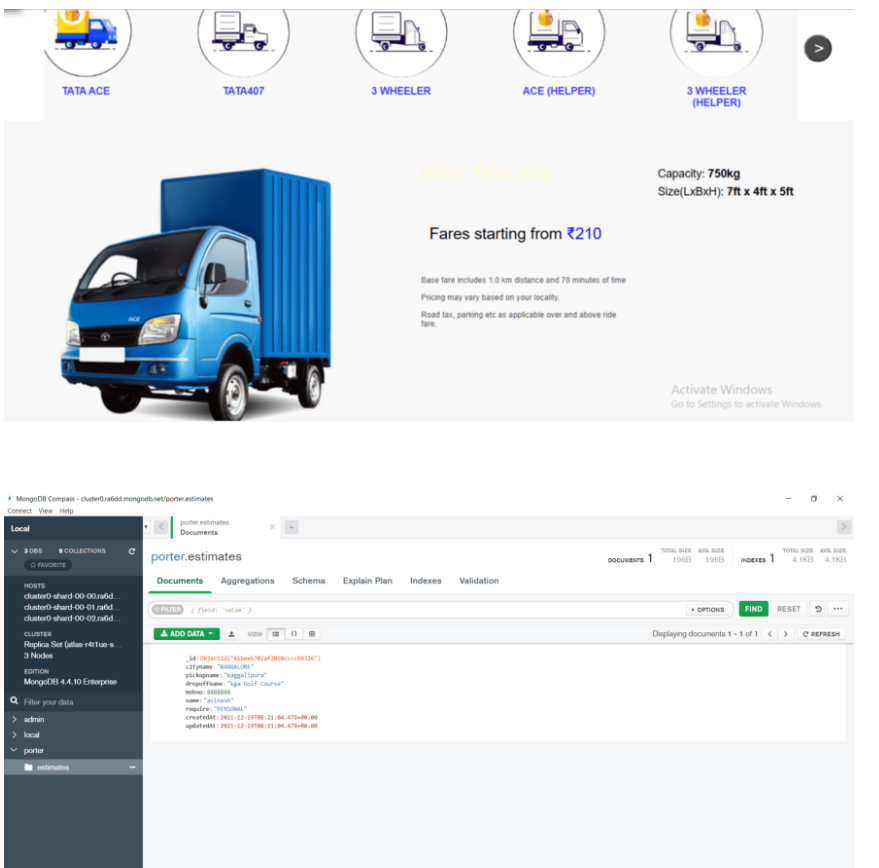 TATA ACE
TATA407
3 WHEELER
ACE (HELPER)
3 WHEELER
(HELPER)
>
Capacity: 750kg
Size(LxBxH): 7ft x 4ft x 5ft
Fares starting from ₹210
Base fare includes 1.0 km distance and 70 minutes of time
Pricing may vary based on your locality.
Road tax, parking etc as applicable over and above ride
fare.
ACE
Activate Windows
Go to Settings to activate Windows.
MongoDB Compass - cluster0.ra6dd.mongodb.net/porter.estimates
Connect View Help
Local
porter.estimates
Documents
3 DBS 9 COLLECTIONS
FAVORITE
HOSTS
cluster0-shard-00-00.ra6d...
cluster0-shard-00-01.ra6d...
cluster0-shard-00-02.ra6d...
CLUSTER
Replica Set (atlas-r4t1ue-s...
3 Nodes
EDITION
MongoDB 4.4.10 Enterprise
Filter your data
admin
local
porter
estimates
porter.estimates
DOCUMENTS 1
TOTAL SIZE AVG. SIZE
196B 196B
INDEXES 1
TOTAL SIZE AVG. SIZE
4.1KB 4.1KB
Documents Aggregations Schema Explain Plan Indexes Validation
FILTER { field: 'value' }
OPTIONS FIND RESET
ADD DATA VIEW
Displaying documents 1 - 1 of 1 < > REFRESH
cityname: "BANGALORE"
pickupname: "kaggalipura"
dropoffname: "kga Golf Course"
mobno: 8888888
name: "avinash"
require: "PERSONAL"
createdAt: 2021-12-19T08:21:04.478+00:00
updatedAt: 2021-12-19T08:21:04.478+00:00